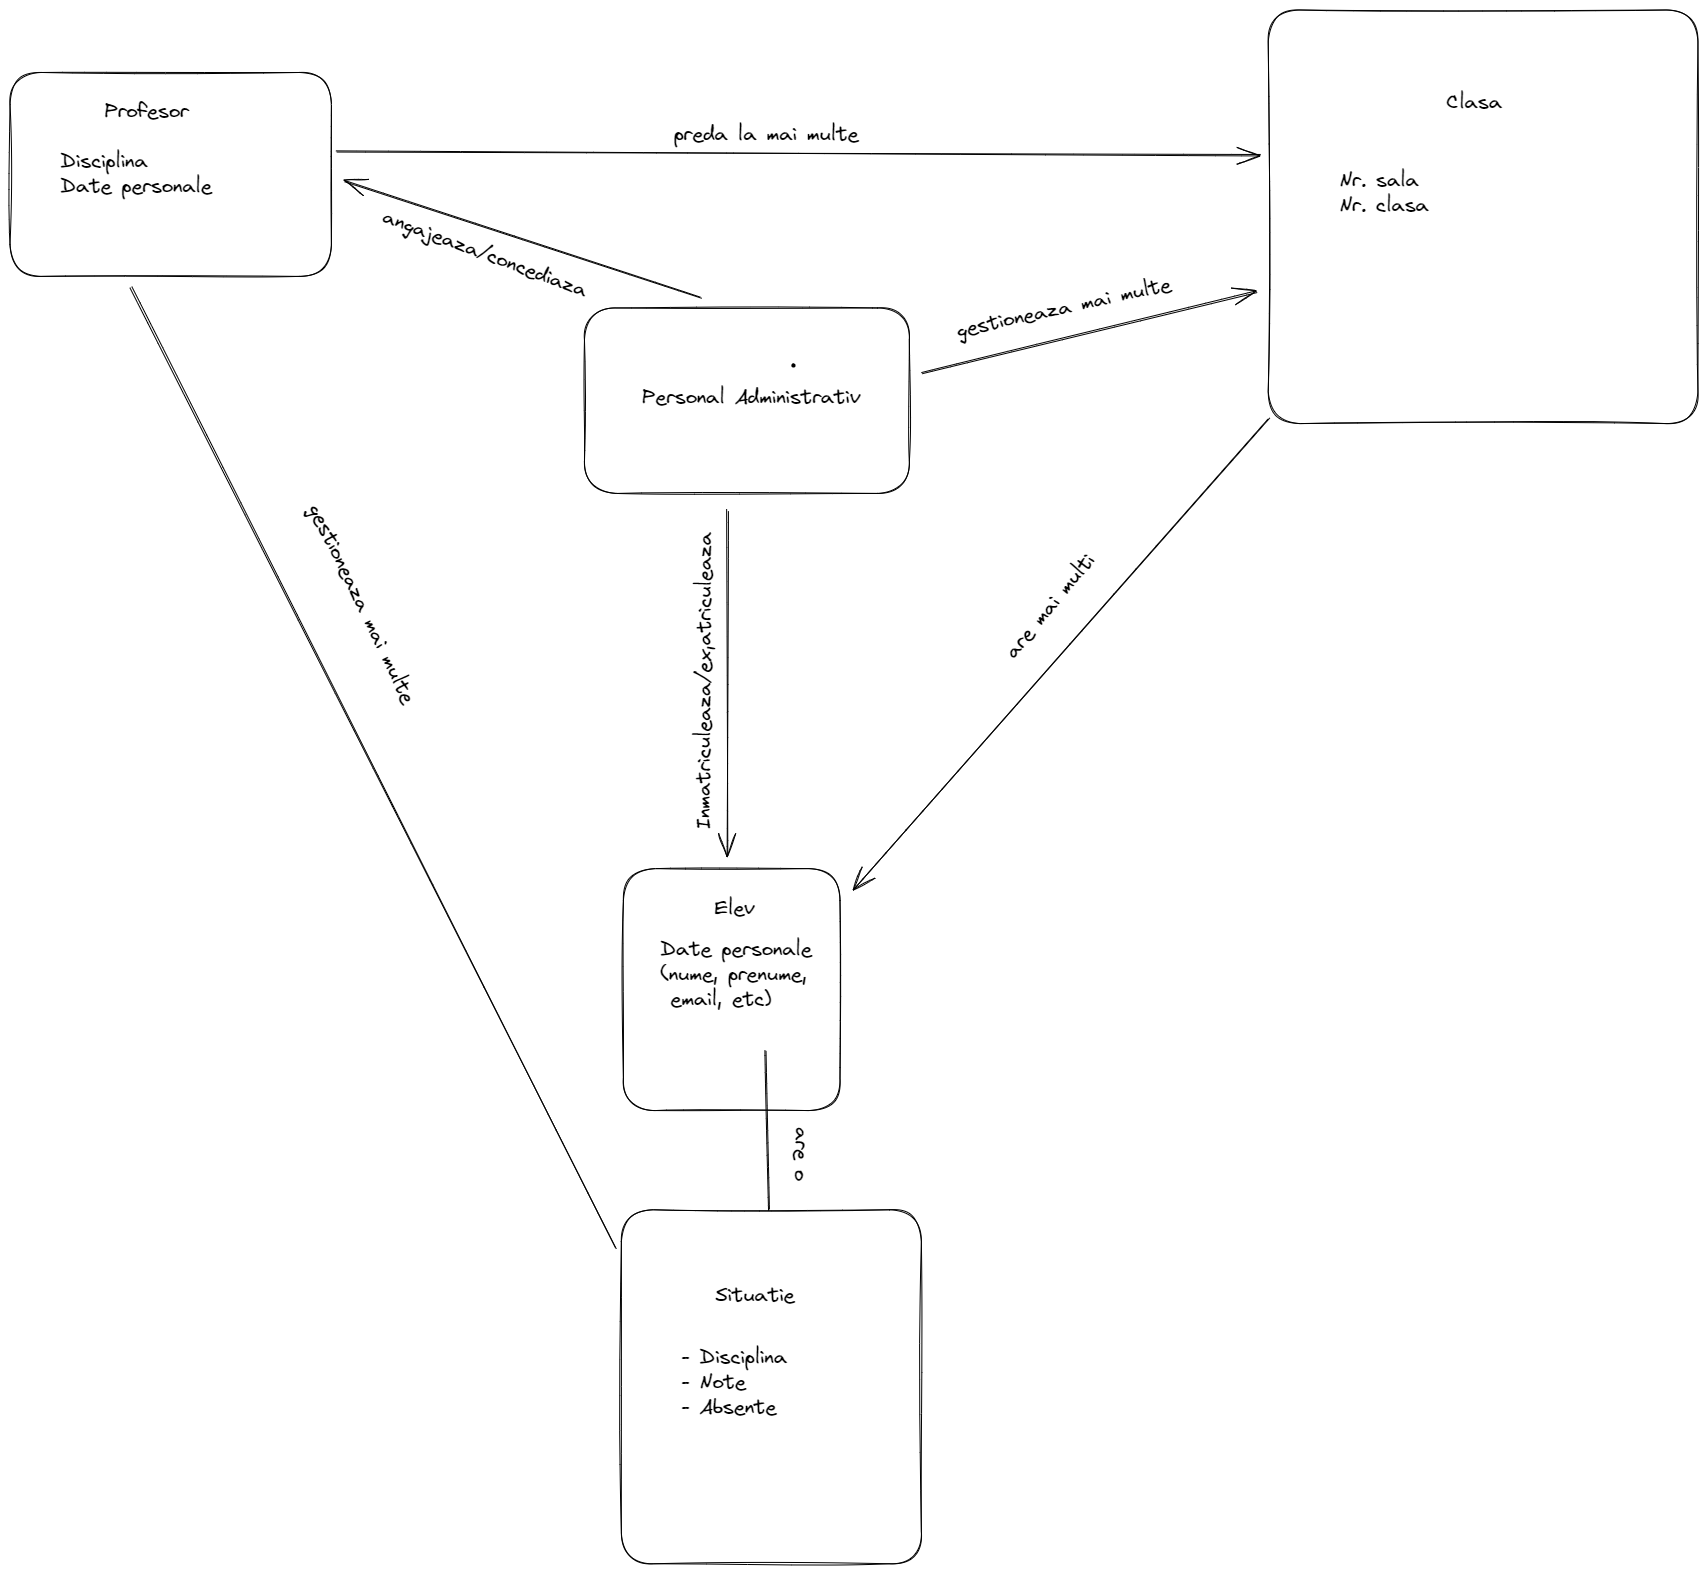 Clasa
Profesor
preda la mai multe
Disciplina
Date personale
Nr. sala
Nr. clasa
angajeaza/concediaza
gestioneaza mai multe
Personal Administrativ
gestioneaza mai multe
Inmatriculeaza/ex,atriculeaza
are mai multi
Elev
Date personale
(nume, prenume,
email, etc)
are o
Situatie
- Disciplina
- Note
- Absente